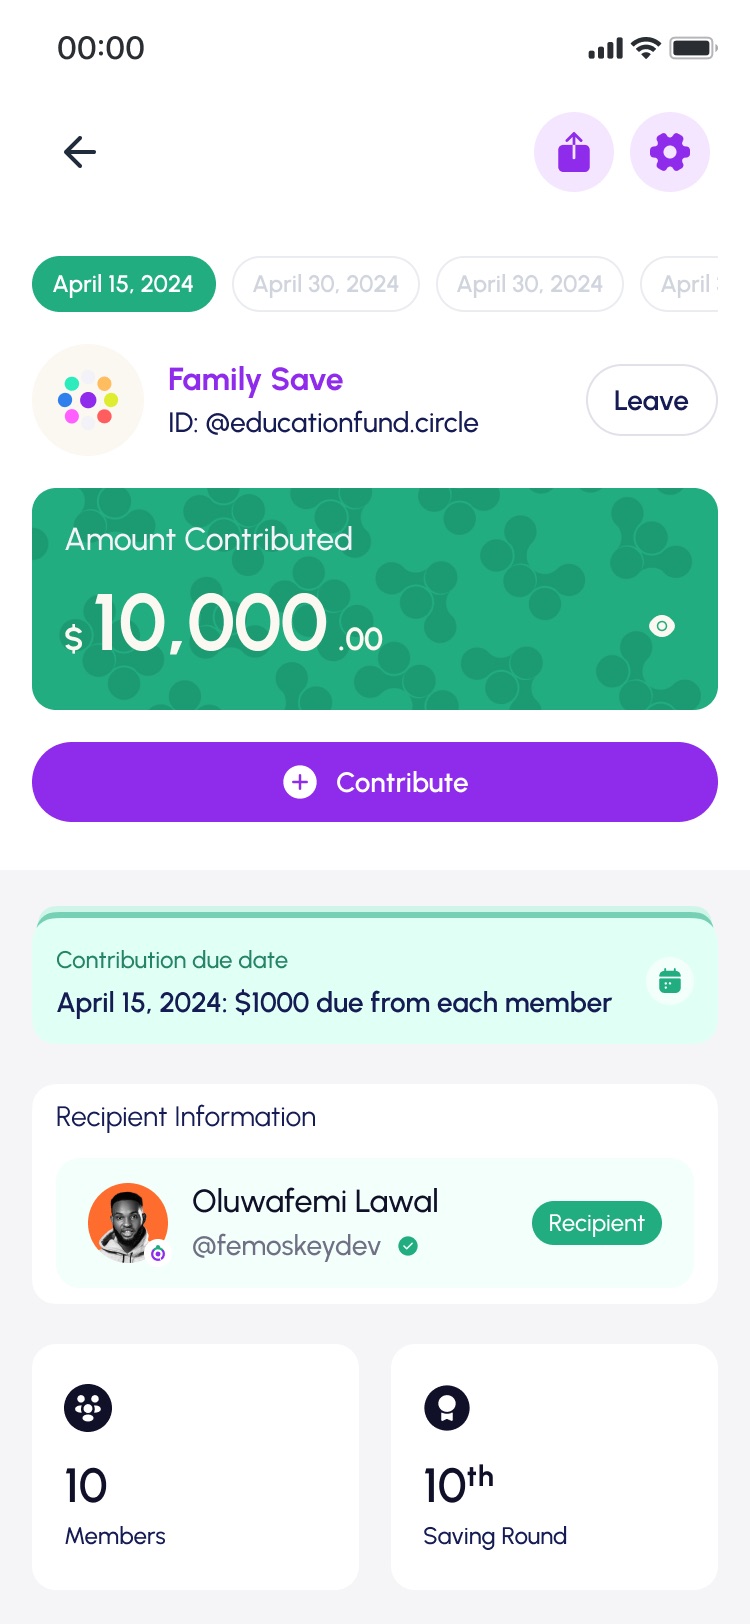 00:00
April 15, 2024
April 30, 2024
April 30, 2024
April
Family Save
ID: @educationfund.circle
Leave
Amount Contributed
$ 10,000 .00
Contribute
Contribution due date
April 15, 2024: $1000 due from each member
Recipient Information
Oluwafemi Lawal
@femoskeydev
Recipient
10
Members
10th
Saving Round